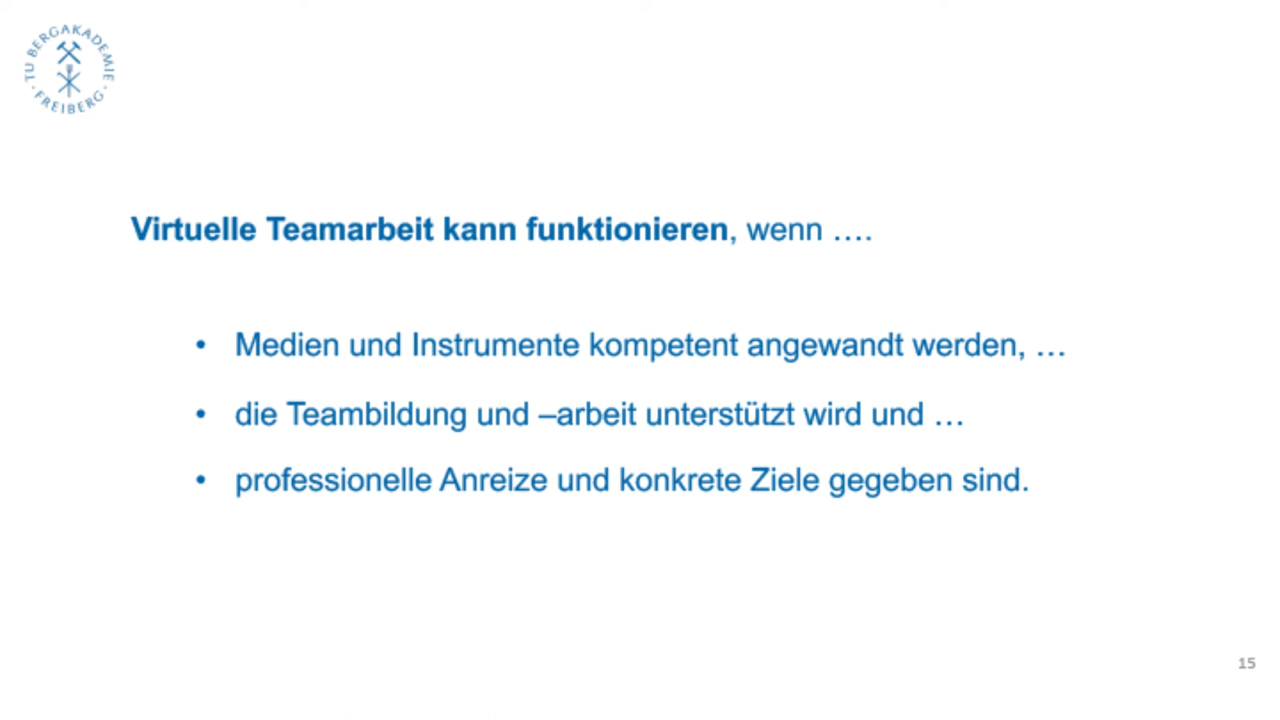 TU BERGAKADEMIE
· FREIBERG ·
Virtuelle Teamarbeit kann funktionieren, wenn ….
• Medien und Instrumente kompetent angewandt werden, …
• die Teambildung und –arbeit unterstützt wird und …
• professionelle Anreize und konkrete Ziele gegeben sind.
15